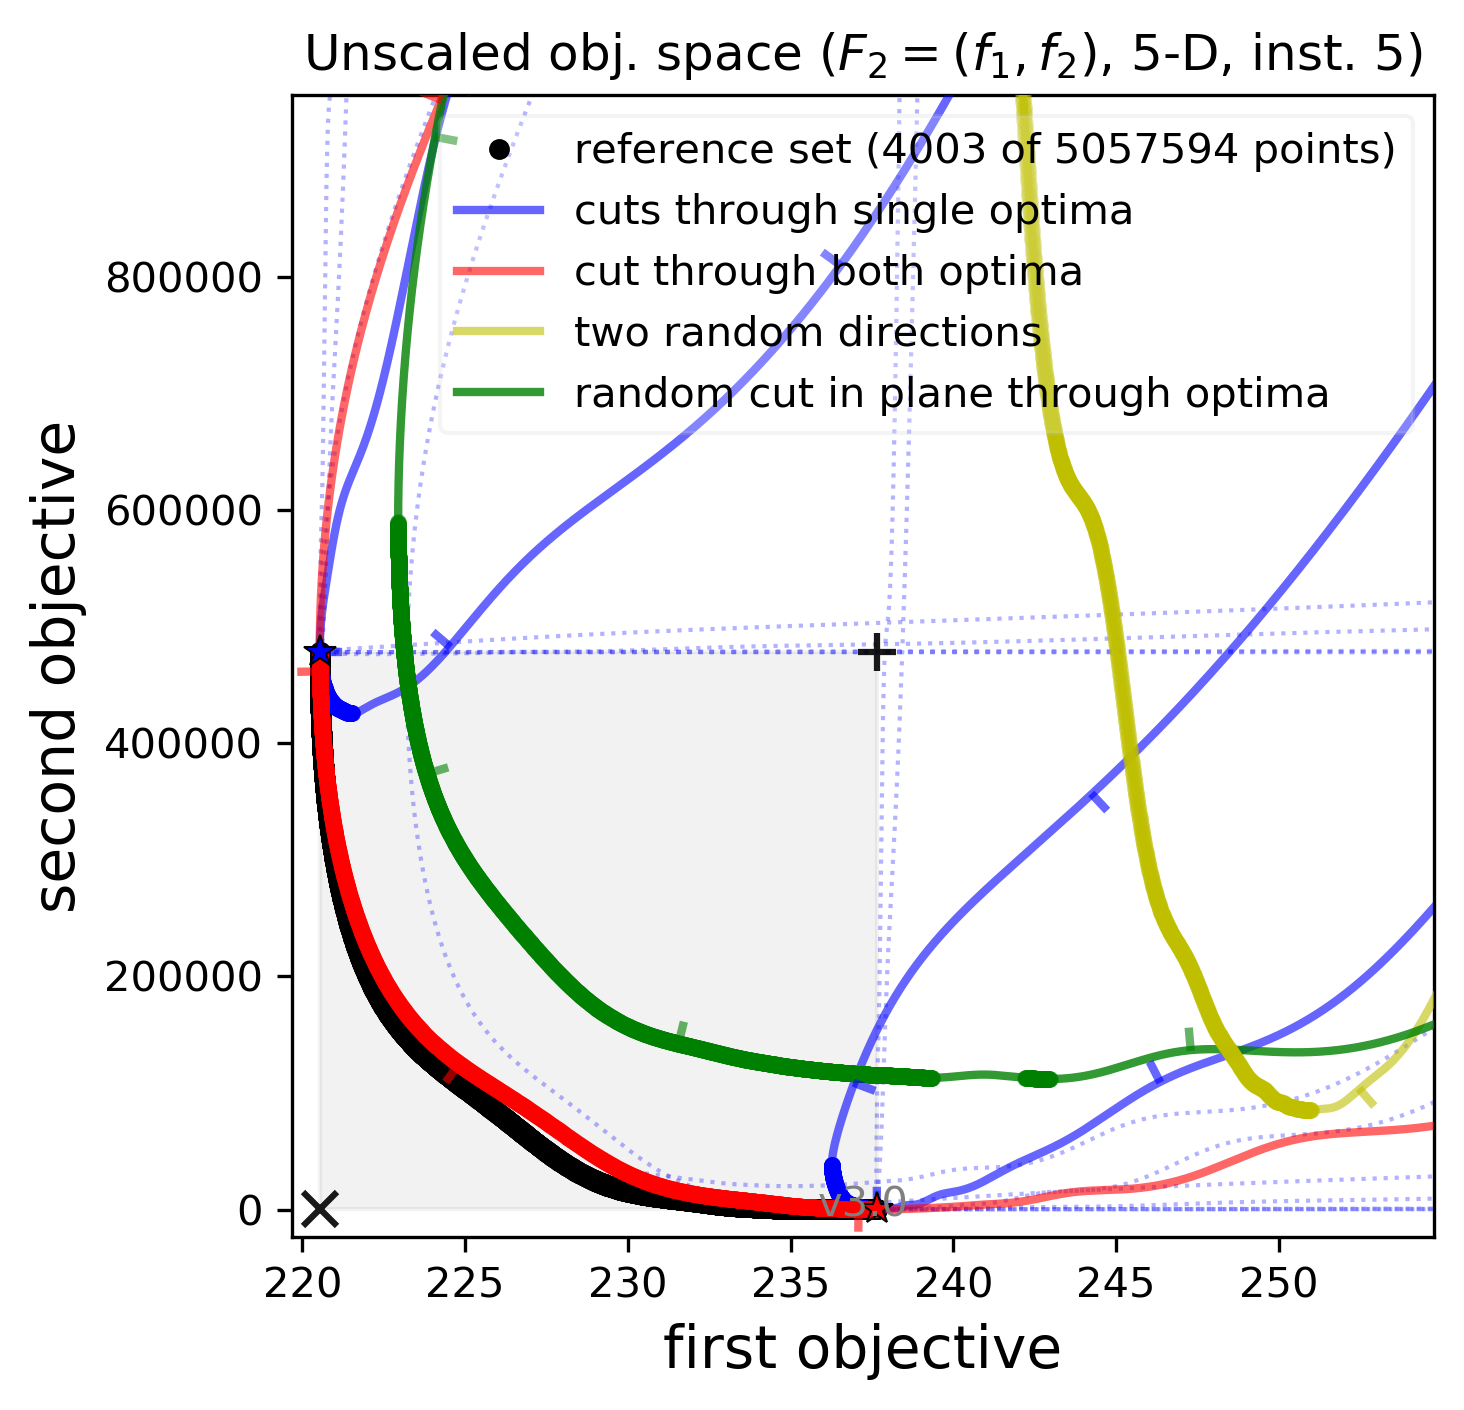 Unscaled obj. space (F₂ = (f₁, f₂), 5-D, inst. 5)
reference set (4003 of 5057594 points)
cuts through single optima
cut through both optima
two random directions
random cut in plane through optima
800000
600000
400000
200000
0
second objective
v3.0
220 225 230 235 240 245 250
first objective